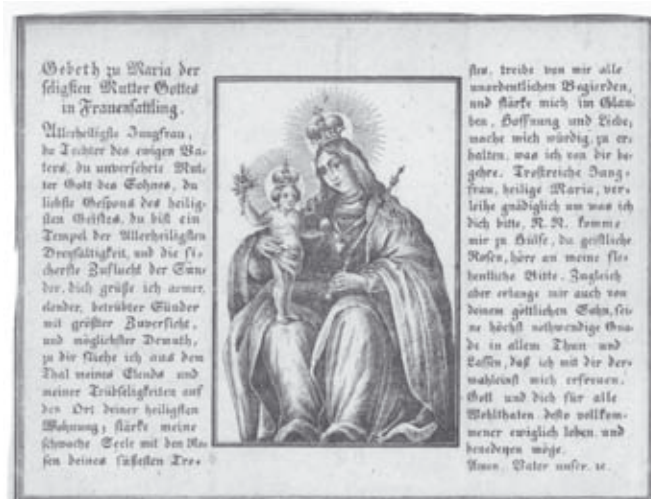 Gebeth zu Maria der
seligsten Mutter Gottes
in Frauensattling.
Allerheiligste Jungfrau,
du Tochter des ewigen Va-
ters, du unversehrte Mut-
ter Gott des Sohnes, du
liebste Gespons des heilig-
sten Geistes, du bist ein
Tempel der Allerheiligsten
Dreyfaltigkeit, und die si-
cherste Zuflucht der Sün-
der, dich grüße ich armer,
elender, betrübter Sünder
mit größter Zuversicht,
und möglichster Demuth,
zu dir fliehe ich aus dem
Thal meines Elends und
meiner Trübseligkeiten auf
den Ort deiner heiligsten
Wohnung; stärke meine
schwache Seele mit den Ro-
sen deines süßesten Tro-
stes, treibe von mir alle
unordentlichen Begierden,
und stärke mich im Glau-
ben, Hoffnung und Liebe;
mache mich würdig, zu er-
halten, was ich von dir be-
gehre. Trostreiche Jung-
frau, heilige Maria, ver-
leihe gnädiglich um was ich
dich bitte, N. N. komme
mir zu Hülfe, du geistliche
Rosen, höre an meine fle-
hentliche Bitte. Zugleich
aber erlange mir auch von
deinem göttlichen Sohn, sei-
ne höchst nothwendige Gna-
de in allem Thun und
Lassen, daß ich mit dir der-
mahleinst mich erfreuen.
Gott und dich für alle
Wohlthaten, desto vollkom-
mener ewiglich loben, und
benedeyen möge.
Amen. Vater unser. ec.